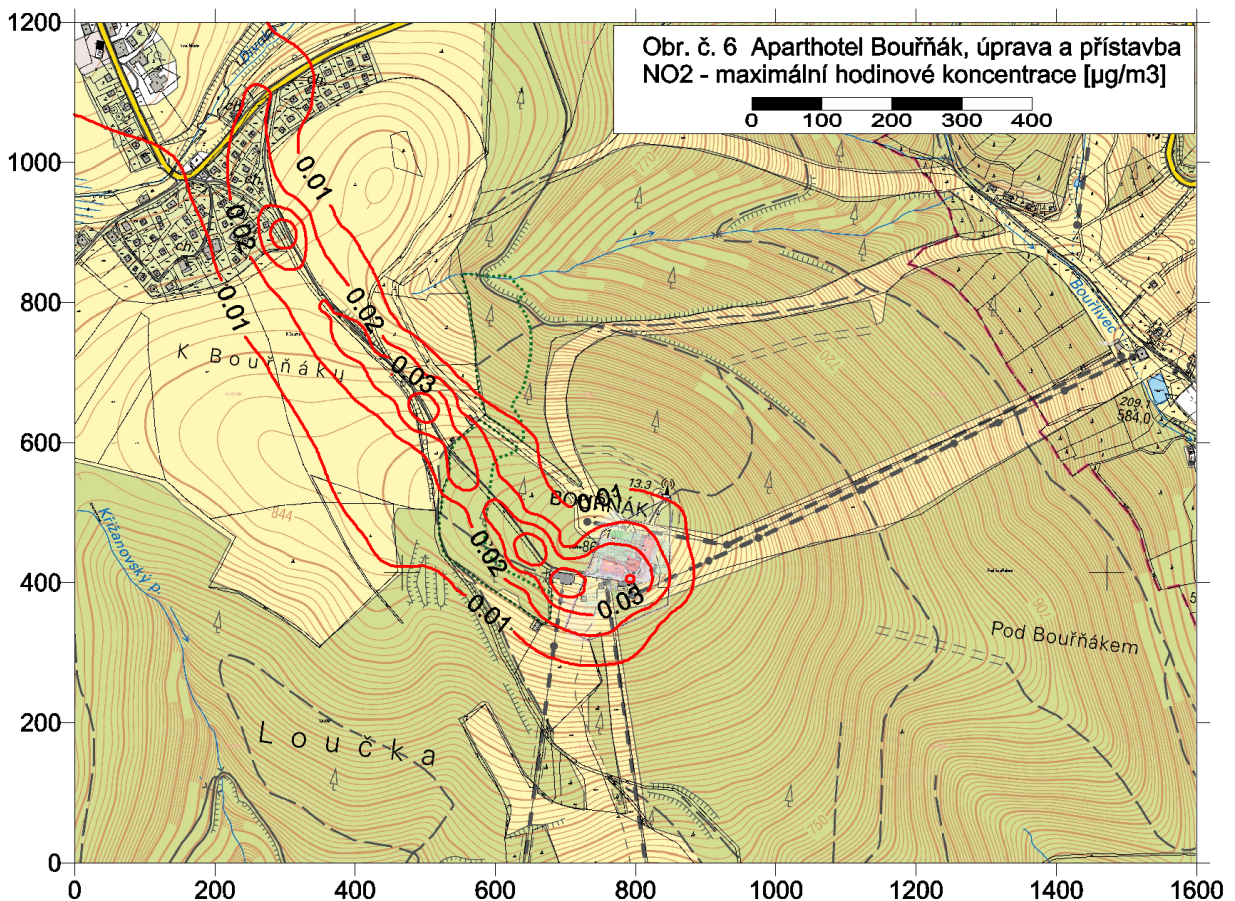 Obr. č. 6 Aparthotel Bouřňák, úprava a přístavba
NO2 - maximální hodinové koncentrace [µg/m3]
0 100 200 300 400
1200
1000
800
600
400
200
0
0 200 400 600 800 1000 1200 1400 1600
0.01
0.02
0.01
0.02
0.03
0.01
0.02
0.01
0.03
K Bouřňáku
BOUŘŇÁK
13.3
844
Křižanovský p.
Loučka
Pod Bouřňákem
Bouřlivec
209.1
584,0
750